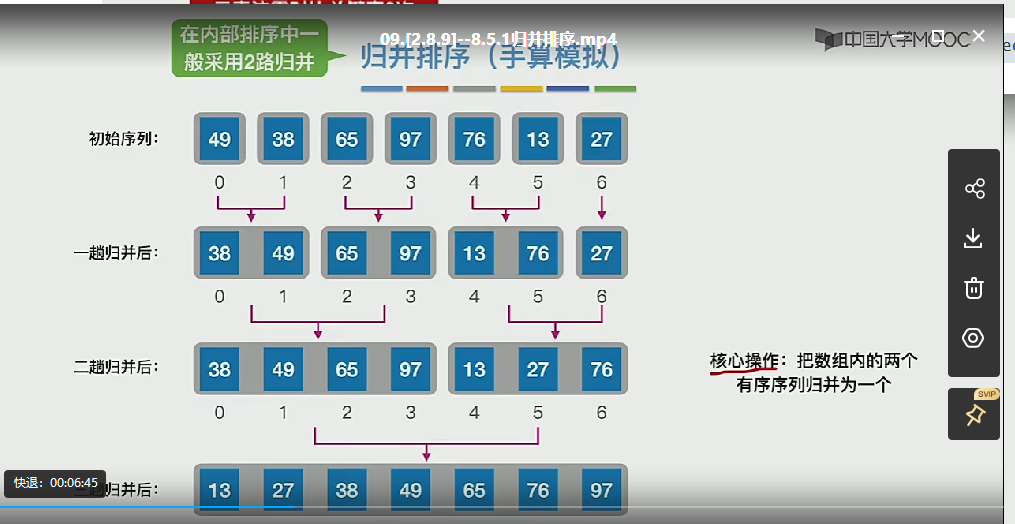 在内部排序中一
般采用2路归并
09.[2.8.9]--8.5.1归并排序.mp4
归并排序（手算模拟）
中国大学MOOC
初始序列：
49 38 65 97 76 13 27
0 1 2 3 4 5 6
一趟归并后：
38 49 65 97 13 76 27
0 1 2 3 4 5 6
二趟归并后：
38 49 65 97 13 27 76
0 1 2 3 4 5 6
核心操作：把数组内的两个
有序序列归并为一个
SVIP
快退：00:06:45
归并后：
13 27 38 49 65 76 97